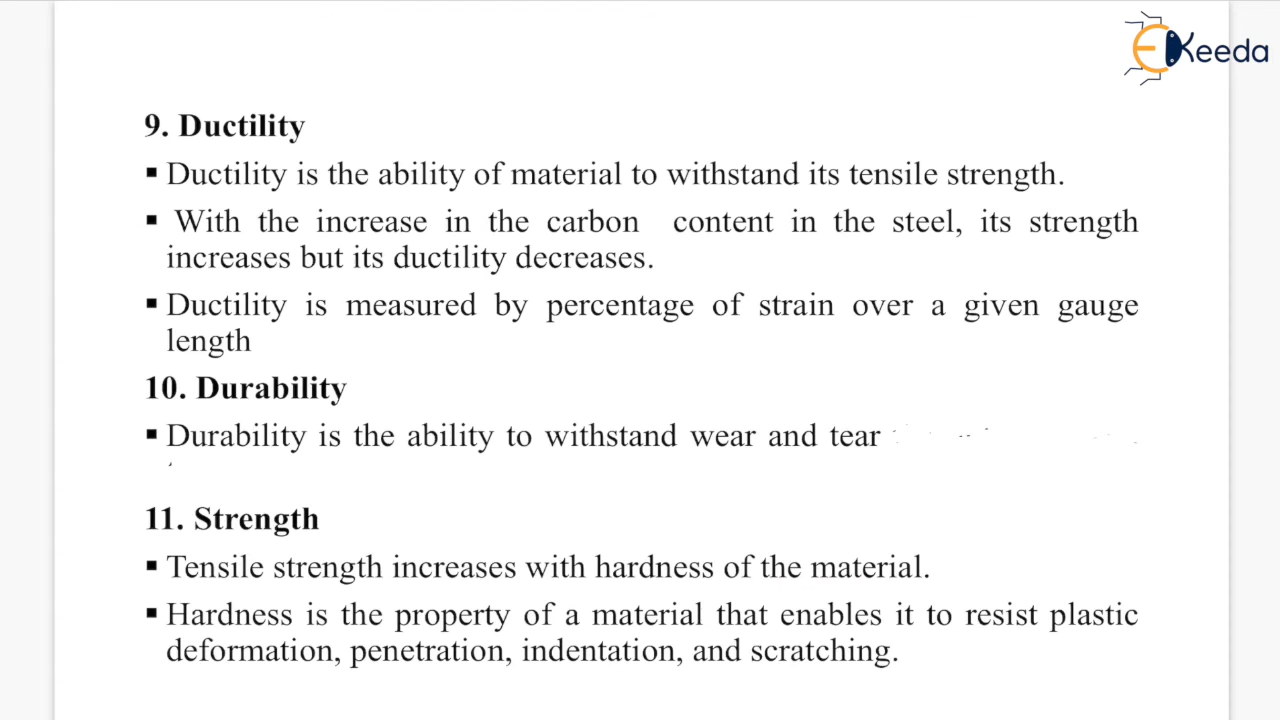 EKeeda
9. Ductility
▪ Ductility is the ability of material to withstand its tensile strength.
▪ With the increase in the carbon content in the steel, its strength
increases but its ductility decreases.
▪ Ductility is measured by percentage of strain over a given gauge
length
10. Durability
▪ Durability is the ability to withstand wear and tear
11. Strength
▪ Tensile strength increases with hardness of the material.
▪ Hardness is the property of a material that enables it to resist plastic
deformation, penetration, indentation, and scratching.